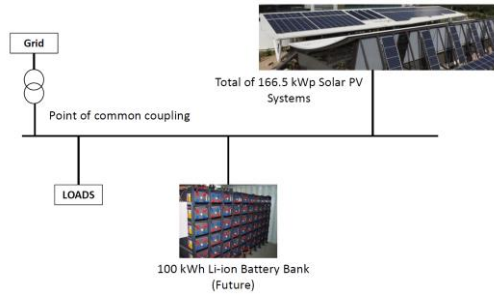 Grid
Total of 166.5 kWp Solar PV
Systems
Point of common coupling
LOADS
100 kWh Li-ion Battery Bank
(Future)